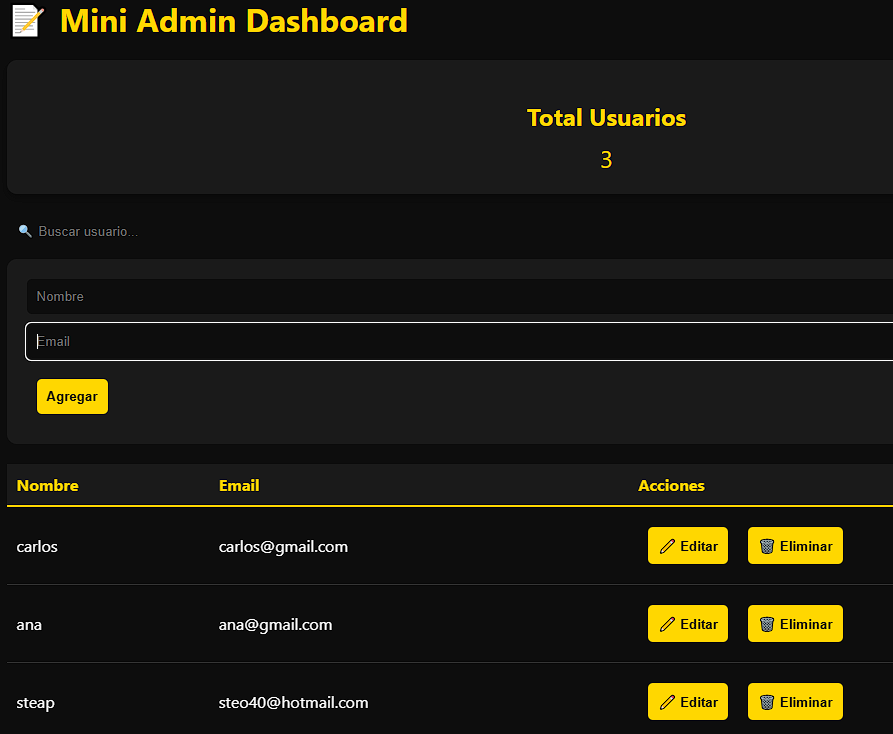 Mini Admin Dashboard
Total Usuarios
3
Buscar usuario...
Nombre
Email
Agregar
Nombre Email Acciones
carlos carlos@gmail.com Editar Eliminar
ana ana@gmail.com Editar Eliminar
steap steo40@hotmail.com Editar Eliminar